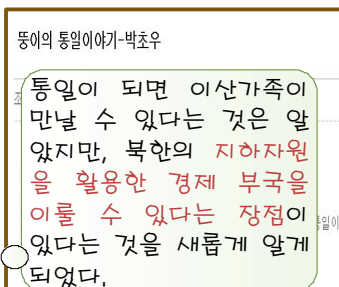 뚱이의 통일이야기-박초우
통일이 되면 이산가족이
만날 수 있다는 것은 알
았지만, 북한의 지하자원
을 활용한 경제 부국을
이룰 수 있다는 장점이
있다는 것을 새롭게 알게
되었다.